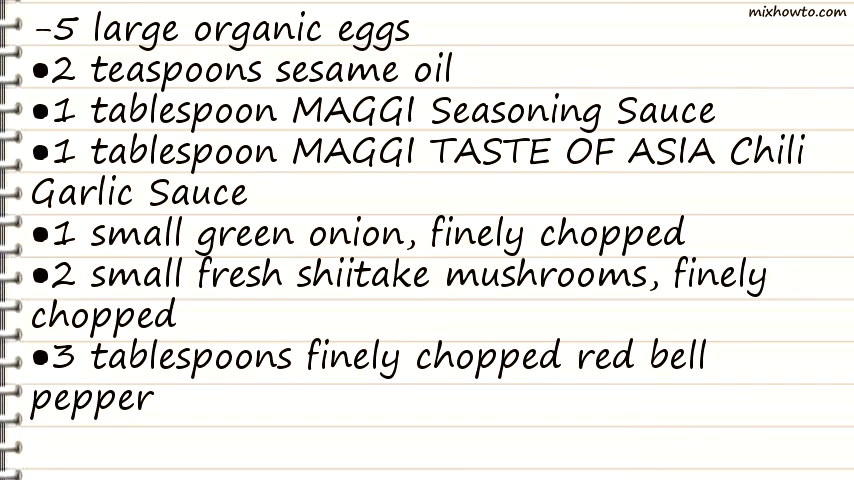 mixhowto.com
-5 large organic eggs
•2 teaspoons sesame oil
•1 tablespoon MAGGI Seasoning Sauce
•1 tablespoon MAGGI TASTE OF ASIA Chili
Garlic Sauce
•1 small green onion, finely chopped
•2 small fresh shiitake mushrooms, finely
chopped
•3 tablespoons finely chopped red bell
pepper